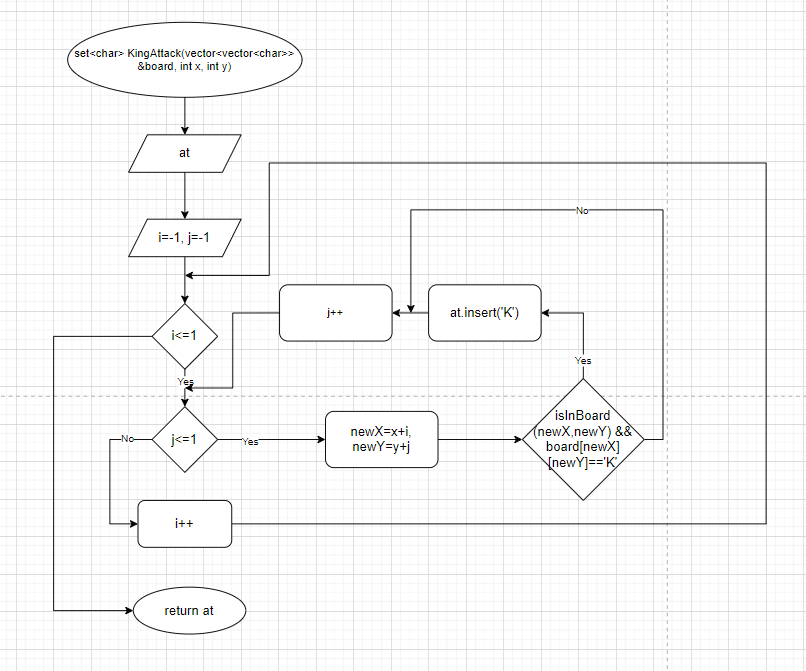 set<char> KingAttack(vector<vector<char>>
&board, int x, int y)
at
i=-1, j=-1
No
j++
at.insert('K')
i<=1
Yes
Yes
isInBoard
(newX,newY) &&
board[newX]
[newY]=='K'
newX=x+i,
newY=y+j
j<=1
No
Yes
i++
return at